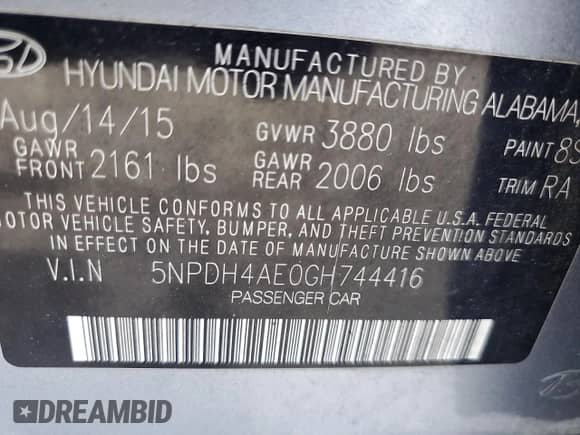 MANUFACTURED BY
HYUNDAI MOTOR MANUFACTURING ALABAMA,
Aug/14/15 GVWR 3880 lbs PAINT 8S
GAWR FRONT 2161 lbs GAWR REAR 2006 lbs TRIM RA
THIS VEHICLE CONFORMS TO ALL APPLICABLE U.S.A. FEDERAL
MOTOR VEHICLE SAFETY, BUMPER, AND THEFT PREVENTION STANDARDS
IN EFFECT ON THE DATE OF MANUFACTURE SHOWN ABOVE
V.I.N 5NPDH4AE0GH744416
PASSENGER CAR
DREAMBID